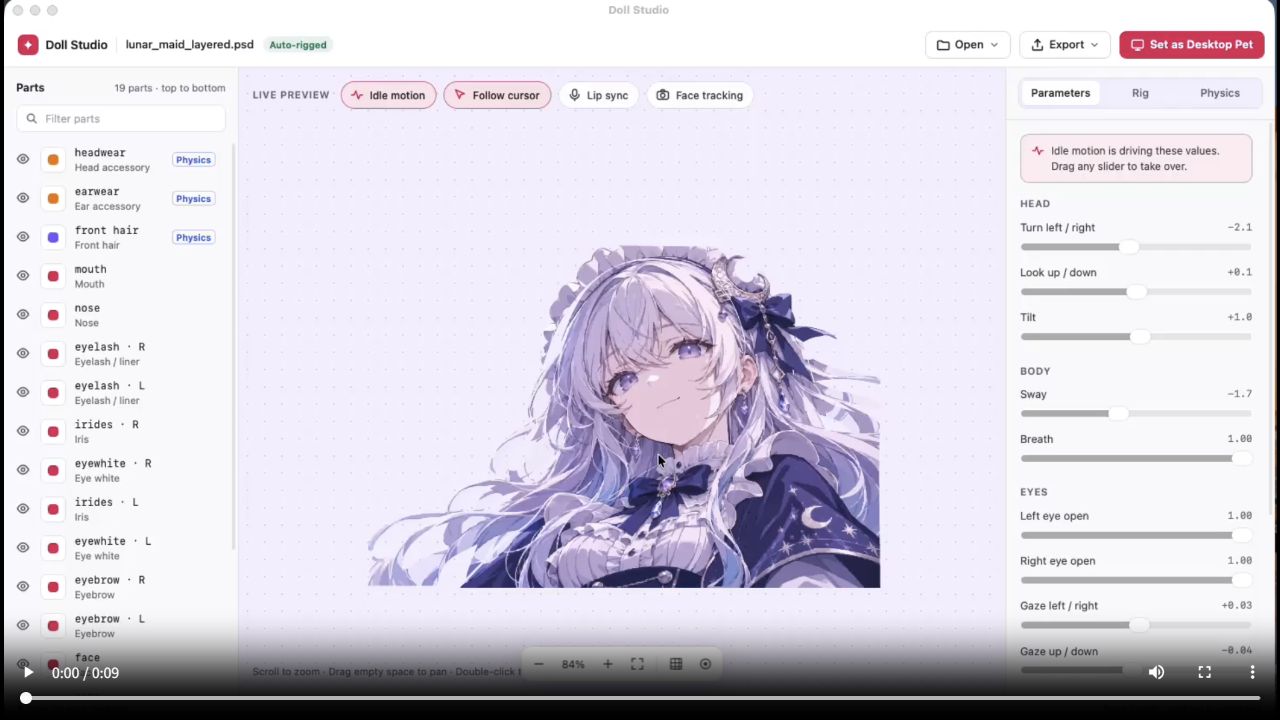 Doll Studio
Doll Studio
lunar_maid_layered.psd
Auto-rigged
Open
Export
Set as Desktop Pet
Parts
19 parts · top to bottom
Filter parts
headwear
Head accessory
Physics
earwear
Ear accessory
Physics
front hair
Front hair
Physics
mouth
Mouth
nose
Nose
eyelash · R
Eyelash / liner
eyelash · L
Eyelash / liner
irides · R
Iris
eyewhite · R
Eye white
irides · L
Iris
eyewhite · L
Eye white
eyebrow · R
Eyebrow
eyebrow · L
Eyebrow
face
LIVE PREVIEW
Idle motion
Follow cursor
Lip sync
Face tracking
Scroll to zoom · Drag empty space to pan · Double-click t
84%
Parameters
Rig
Physics
Idle motion is driving these values.
Drag any slider to take over.
HEAD
Turn left / right
−2.1
Look up / down
+0.1
Tilt
+1.0
BODY
Sway
−1.7
Breath
1.00
EYES
Left eye open
1.00
Right eye open
1.00
Gaze left / right
+0.03
Gaze up / down
−0.04
0:00 / 0:09